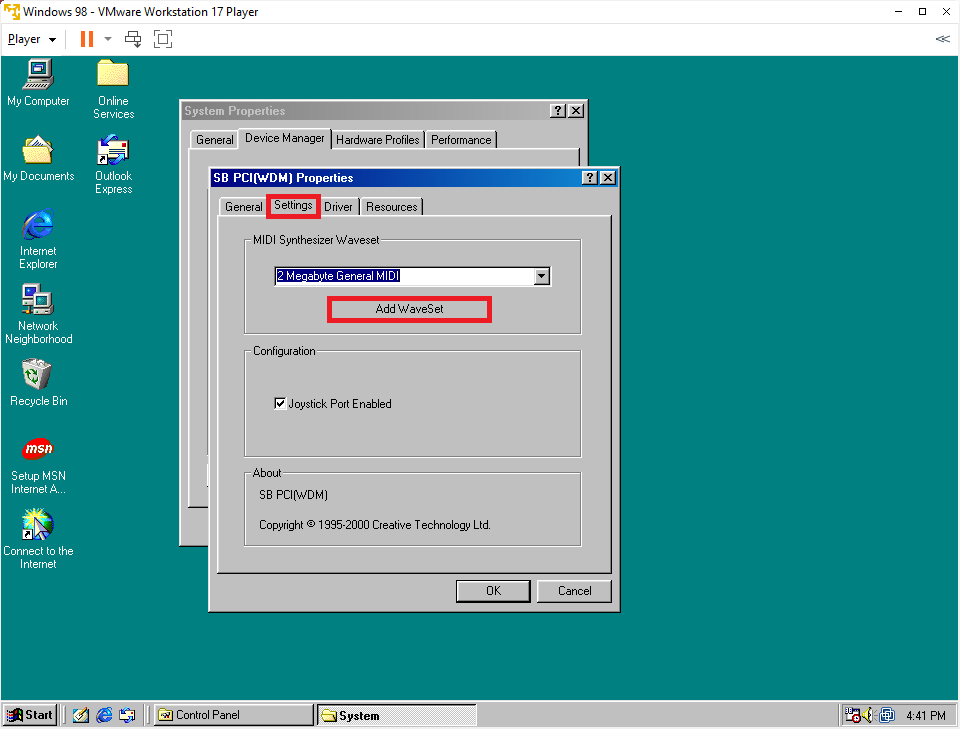 Windows 98 - VMware Workstation 17 Player
Player
My Computer
Online
Services
My Documents
Outlook
Express
Internet
Explorer
Network
Neighborhood
Recycle Bin
msn
Setup MSN
Internet A...
Connect to the
Internet
System Properties
General Device Manager Hardware Profiles Performance
SB PCI(WDM) Properties
General Settings Driver Resources
MIDI Synthesizer Waveset
2 Megabyte General MIDI
Add WaveSet
Configuration
Joystick Port Enabled
About
SB PCI(WDM)
Copyright © 1995-2000 Creative Technology Ltd.
OK Cancel
Start Control Panel System 4:41 PM